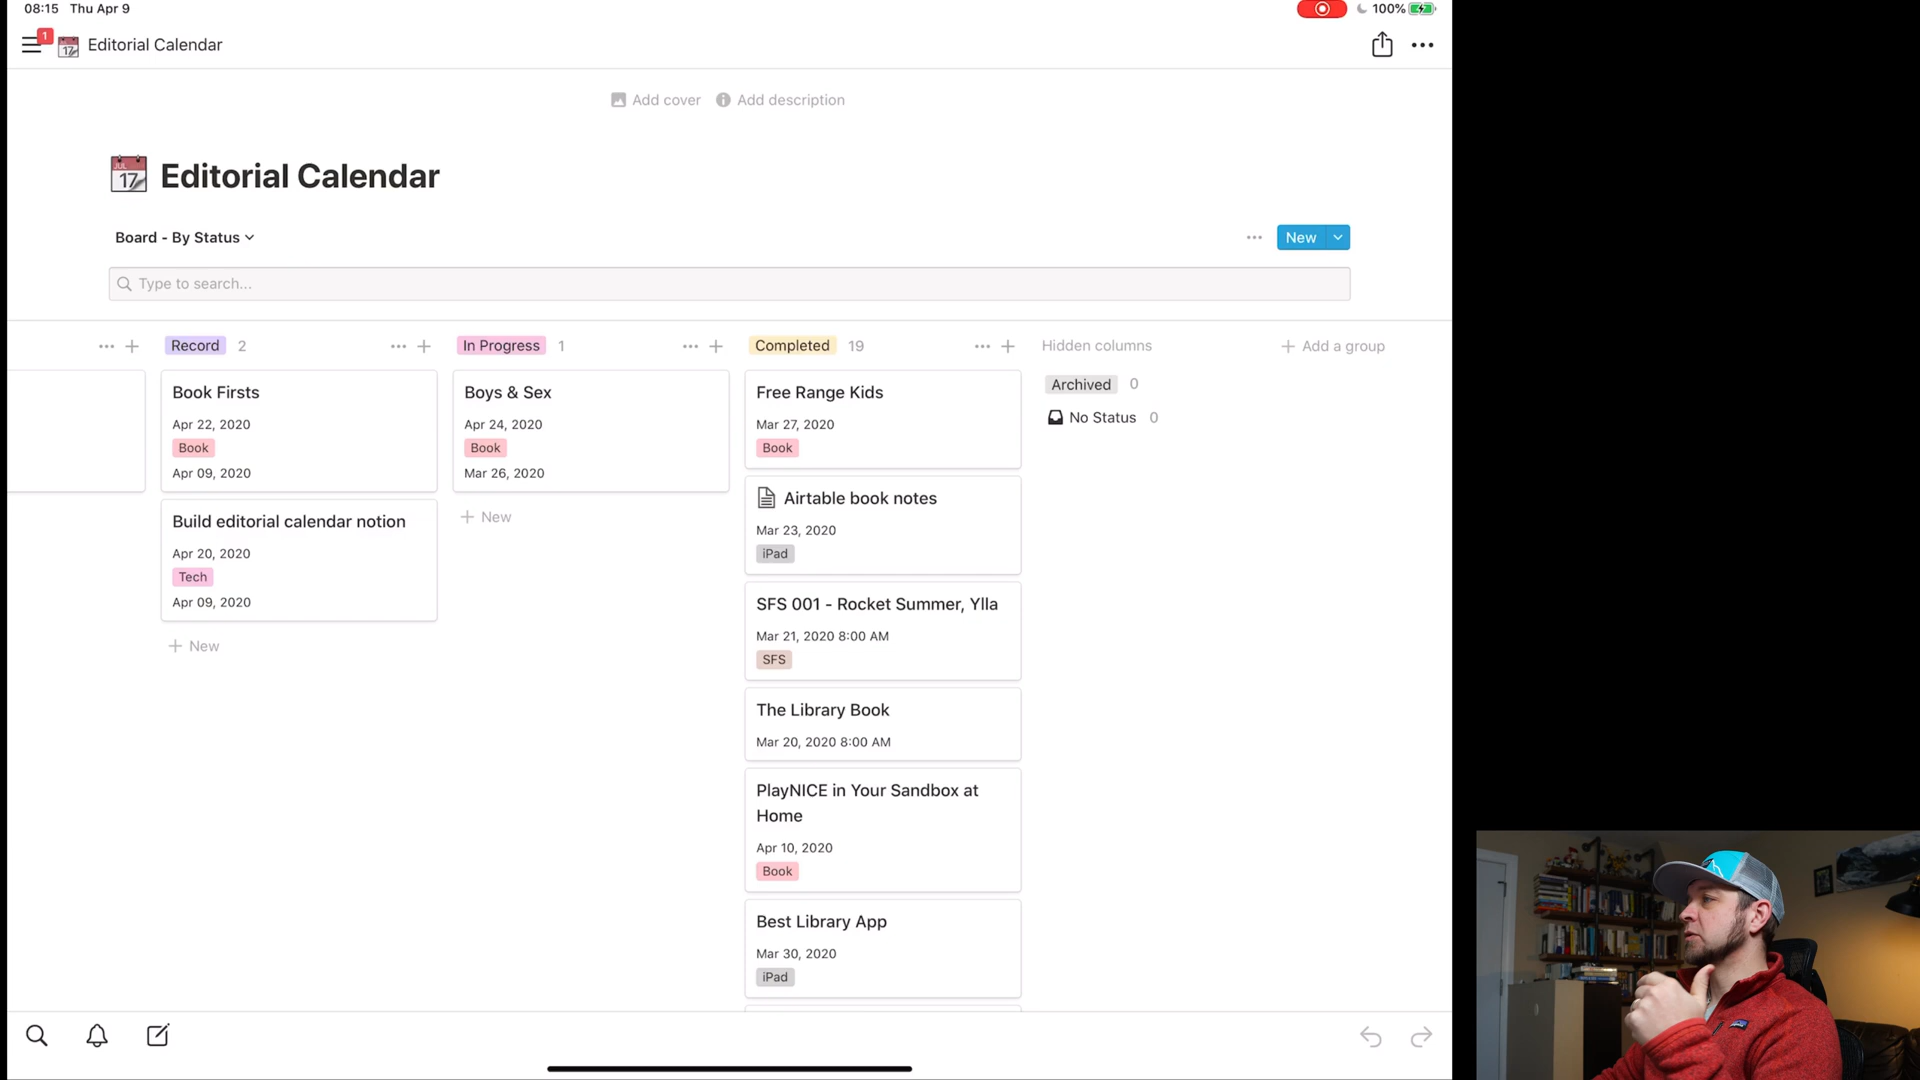 08:15 Thu Apr 9
100%
1
Editorial Calendar
Add cover
Add description
JUL
17
Editorial Calendar
Board - By Status
New
Type to search...
Record 2
In Progress 1
Completed 19
Hidden columns
Add a group
Book Firsts
Apr 22, 2020
Book
Apr 09, 2020
Build editorial calendar notion
Apr 20, 2020
Tech
Apr 09, 2020
New
Boys & Sex
Apr 24, 2020
Book
Mar 26, 2020
New
Free Range Kids
Mar 27, 2020
Book
Airtable book notes
Mar 23, 2020
iPad
SFS 001 - Rocket Summer, Ylla
Mar 21, 2020 8:00 AM
SFS
The Library Book
Mar 20, 2020 8:00 AM
PlayNICE in Your Sandbox at
Home
Apr 10, 2020
Book
Best Library App
Mar 30, 2020
iPad
Archived 0
No Status 0